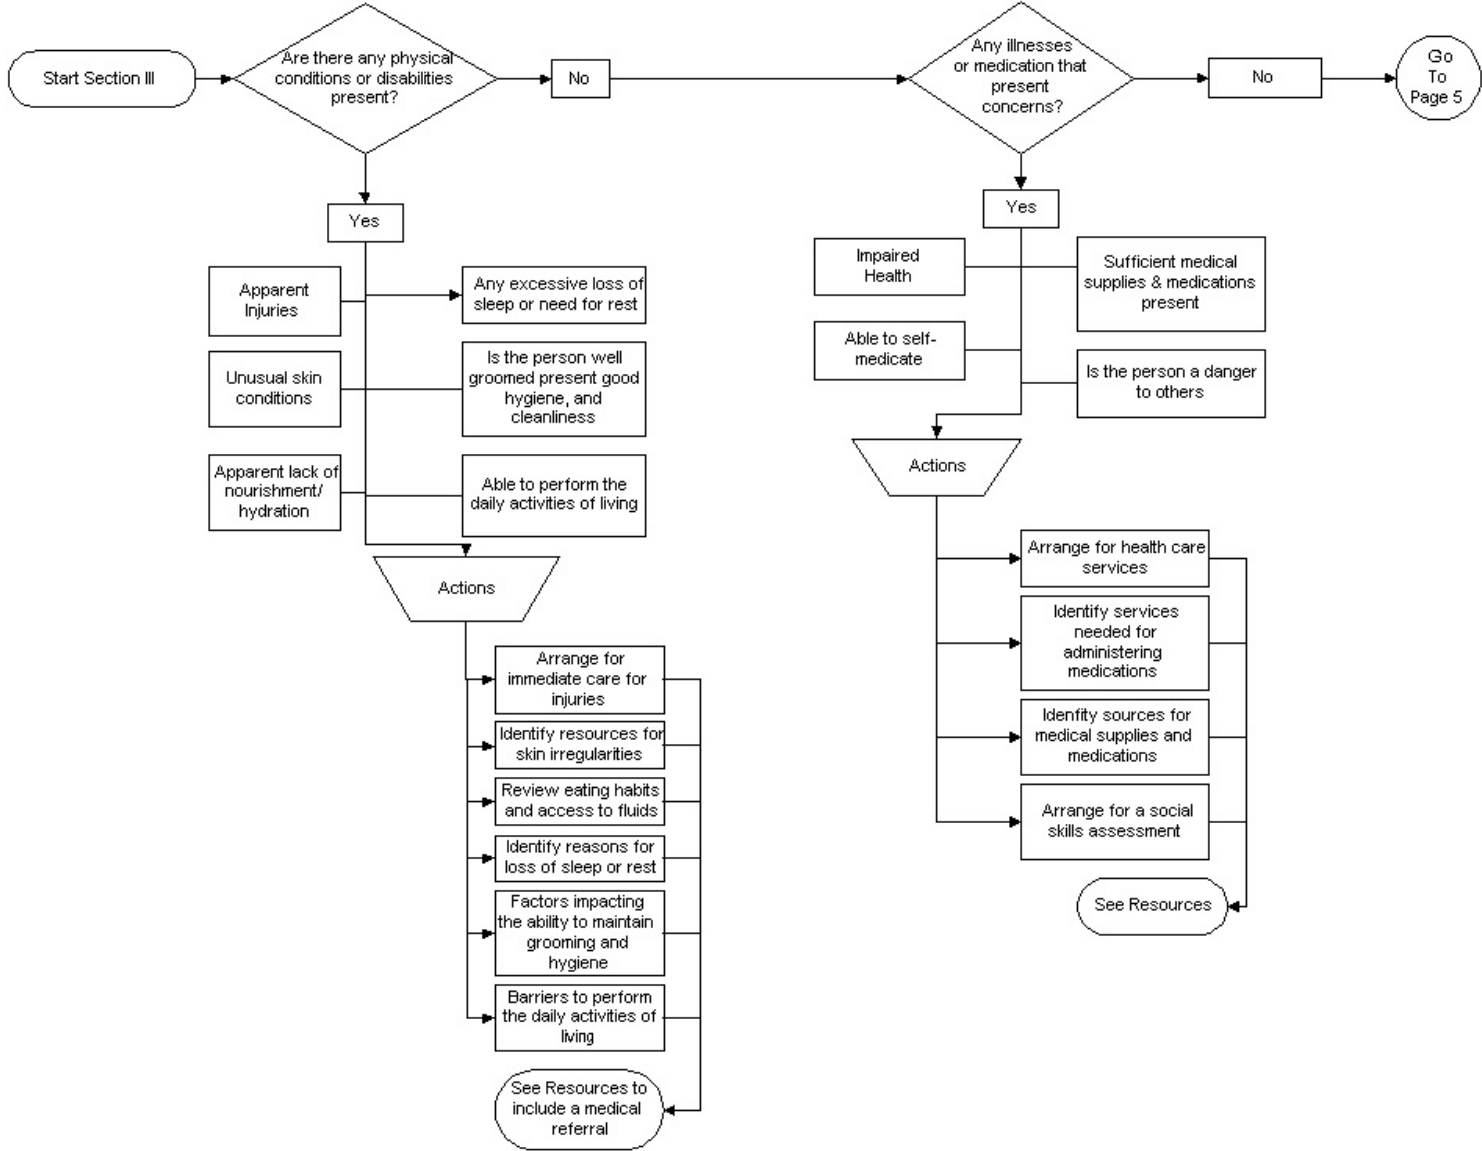 Start Section III
Are there any physical
conditions or disabilities
present?
No
Any illnesses
or medication that
present
concerns?
No
Go
To
Page 5
Yes
Apparent
Injuries
Any excessive loss of
sleep or need for rest
Unusual skin
conditions
Is the person well
groomed present good
hygiene, and
cleanliness
Apparent lack of
nourishment/
hydration
Able to perform the
daily activities of living
Actions
Arrange for
immediate care for
injuries
Identify resources for
skin irregularities
Review eating habits
and access to fluids
Identify reasons for
loss of sleep or rest
Factors impacting
the ability to maintain
grooming and
hygiene
Barriers to perform
the daily activities of
living
See Resources to
include a medical
referral
Yes
Impaired
Health
Sufficient medical
supplies & medications
present
Able to self-
medicate
Is the person a danger
to others
Actions
Arrange for health care
services
Identify services
needed for
administering
medications
Idenfity sources for
medical supplies and
medications
Arrange for a social
skills assessment
See Resources